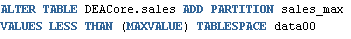 ALTER TABLE DEACore.sales ADD PARTITION sales_max
VALUES LESS THAN (MAXVALUE) TABLESPACE data00